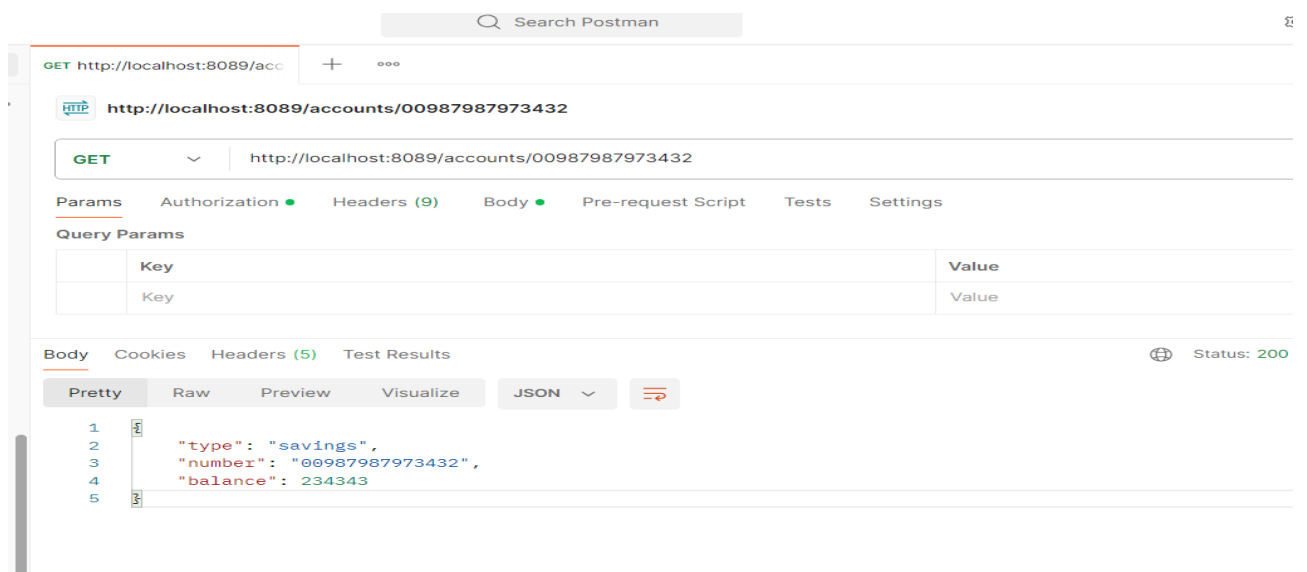 Search Postman
GET http://localhost:8089/acc
HTTP http://localhost:8089/accounts/00987987973432
GET http://localhost:8089/accounts/00987987973432
Params Authorization Headers (9) Body Pre-request Script Tests Settings
Query Params
Key Value
Key Value
Body Cookies Headers (5) Test Results Status: 200
Pretty Raw Preview Visualize JSON
1 {
2 "type": "savings",
3 "number": "00987987973432",
4 "balance": 234343
5 }